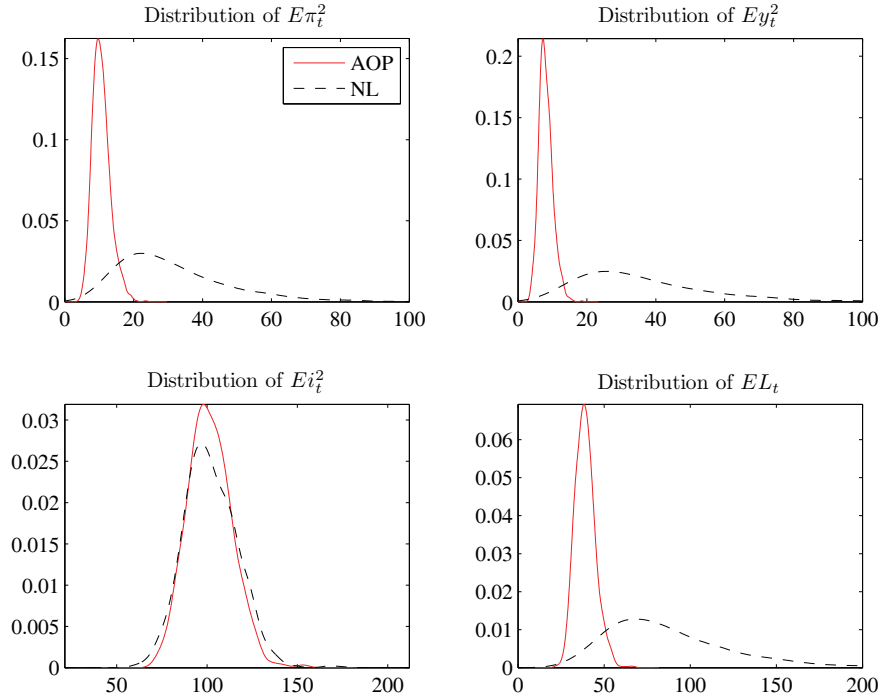 Distribution of $E\pi_t^2$
0.15
0.1
0.05
0
AOP
NL
0 20 40 60 80 100
Distribution of $Ey_t^2$
0.2
0.15
0.1
0.05
0
0 20 40 60 80 100
Distribution of $Ei_t^2$
0.03
0.025
0.02
0.015
0.01
0.005
0
50 100 150 200
Distribution of $EL_t$
0.06
0.05
0.04
0.03
0.02
0.01
0
0 50 100 150 200